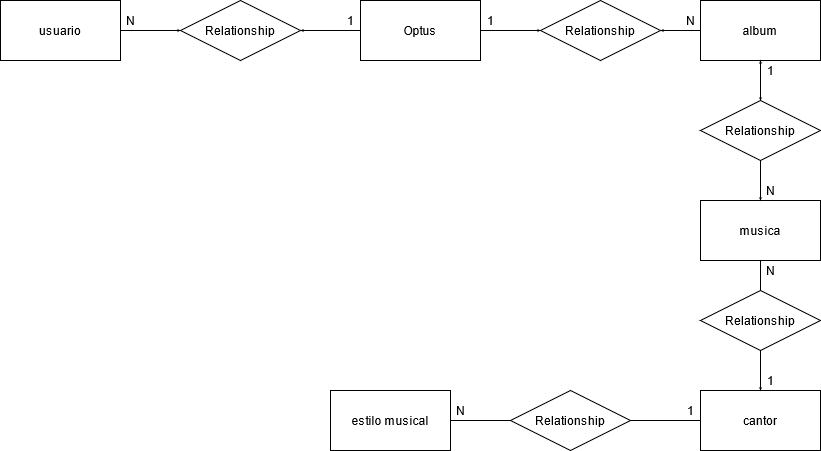 usuario
N
Relationship
1
Optus
1
Relationship
N
album
1
Relationship
N
musica
N
Relationship
1
estilo musical
N
Relationship
1
cantor